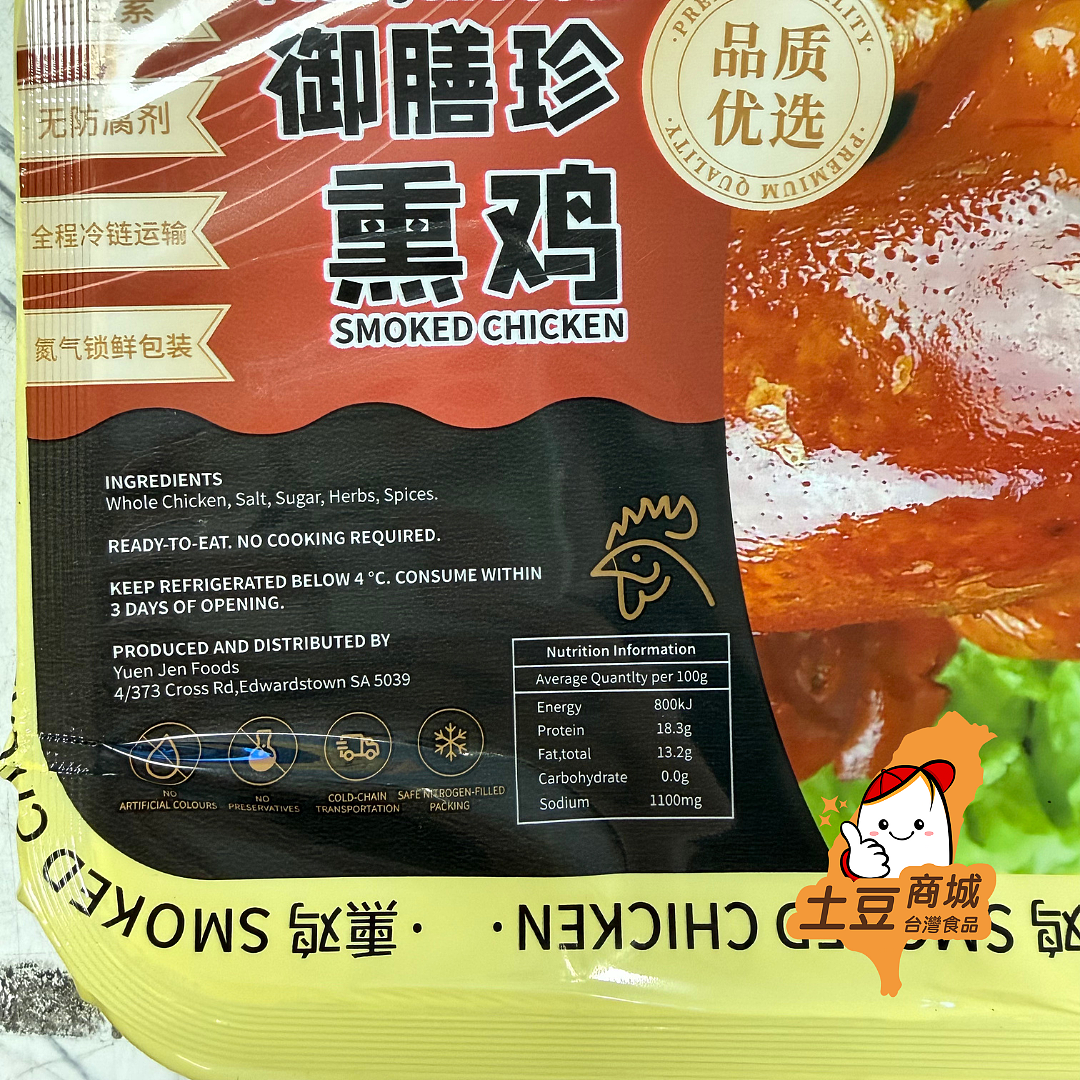 素
无防腐剂
全程冷链运输
氮气锁鲜包装
御膳珍
熏鸡
SMOKED CHICKEN
品质
优选
PREMIUM QUALITY
INGREDIENTS
Whole Chicken, Salt, Sugar, Herbs, Spices.
READY-TO-EAT. NO COOKING REQUIRED.
KEEP REFRIGERATED BELOW 4 °C. CONSUME WITHIN
3 DAYS OF OPENING.
PRODUCED AND DISTRIBUTED BY
Yuen Jen Foods
4/373 Cross Rd,Edwardstown SA 5039
NO
ARTIFICIAL COLOURS
NO
PRESERVATIVES
COLD-CHAIN
TRANSPORTATION
SAFE NITROGEN-FILLED
PACKING
Nutrition Information
Average Quantlty per 100g
Energy 800kJ
Protein 18.3g
Fat,total 13.2g
Carbohydrate 0.0g
Sodium 1100mg
土豆商城
台灣食品
熏鸡 SMOKED CHICKEN · · 熏鸡 SMOKED